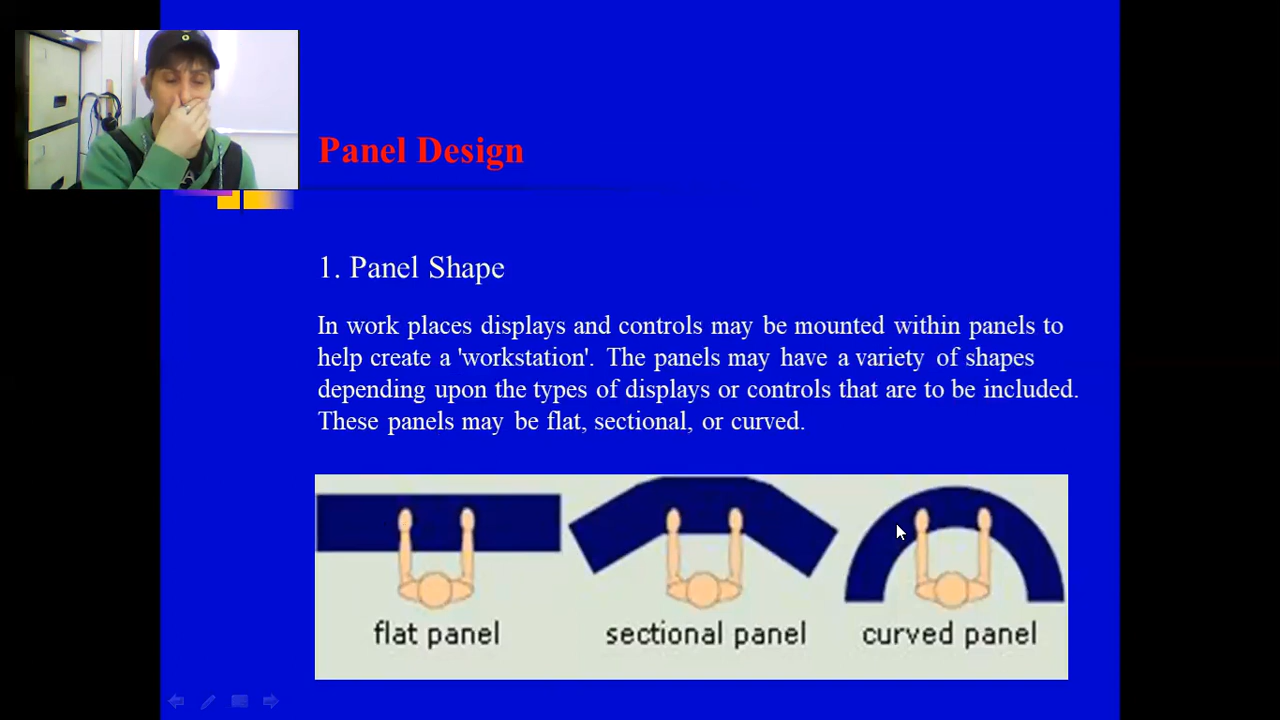 Panel Design
1. Panel Shape
In work places displays and controls may be mounted within panels to
help create a 'workstation'. The panels may have a variety of shapes
depending upon the types of displays or controls that are to be included.
These panels may be flat, sectional, or curved.
flat panel
sectional panel
curved panel